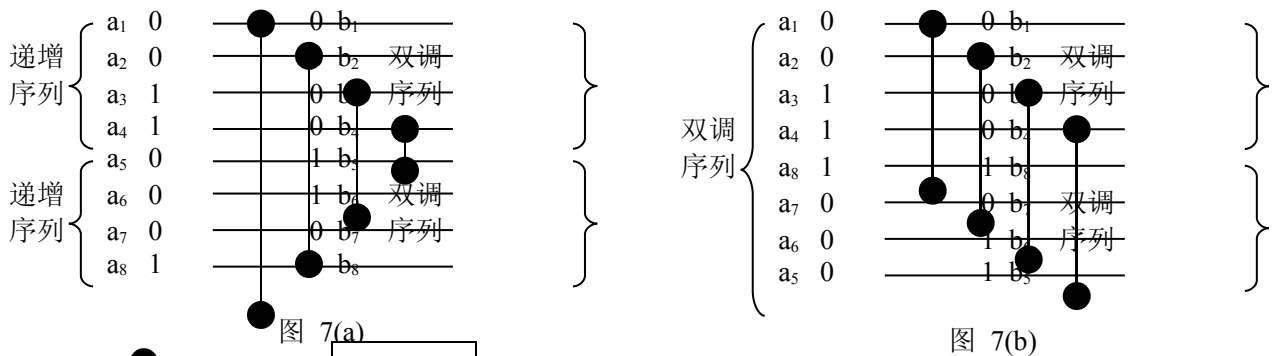 a₁ 0 0 b₁
递增 a₂ 0 0 b₂ 双调
序列 a₃ 1 0 b 序列
a₄ 1 0 b₄
a₅ 0 1 b₅
递增 a₆ 0 1 b₆ 双调
序列 a₇ 0 0 b₇ 序列
a₈ 1 b₈
图 7(a)
a₁ 0 0 b₁
a₂ 0 0 b₂ 双调
a₃ 1 0 b 序列
双调 a₄ 1 0 b₄
序列 a₈ 1 1 b₈
a₇ 0 0 b₇ 双调
a₆ 0 1 b 序列
a₅ 0 1 b₅
图 7(b)